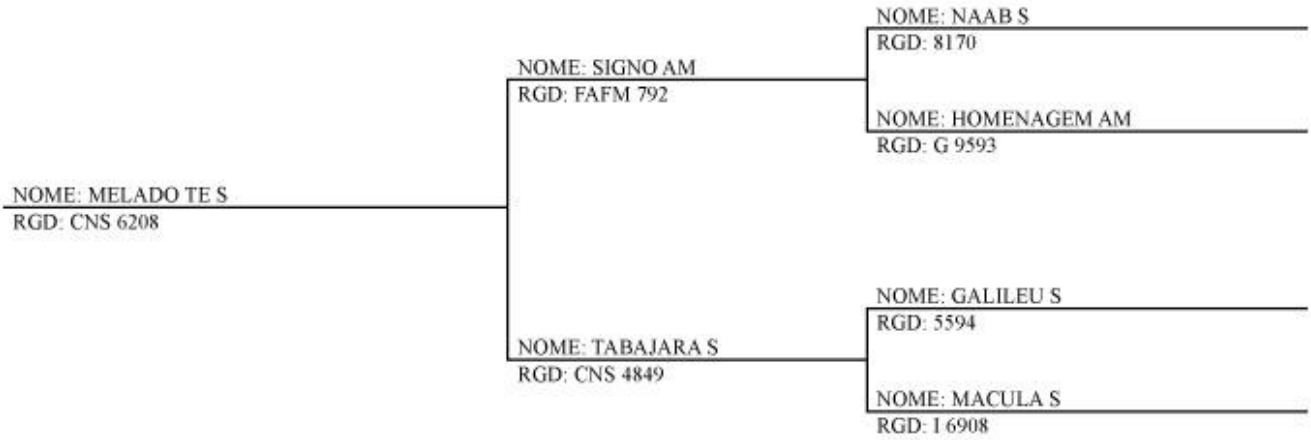 NOME: NAAB S
RGD: 8170
NOME: SIGNO AM
RGD: FAFM 792
NOME: HOMENAGEM AM
RGD: G 9593
NOME: MELADO TE S
RGD: CNS 6208
NOME: GALILEU S
RGD: 5594
NOME: TABAJARA S
RGD: CNS 4849
NOME: MACULA S
RGD: I 6908